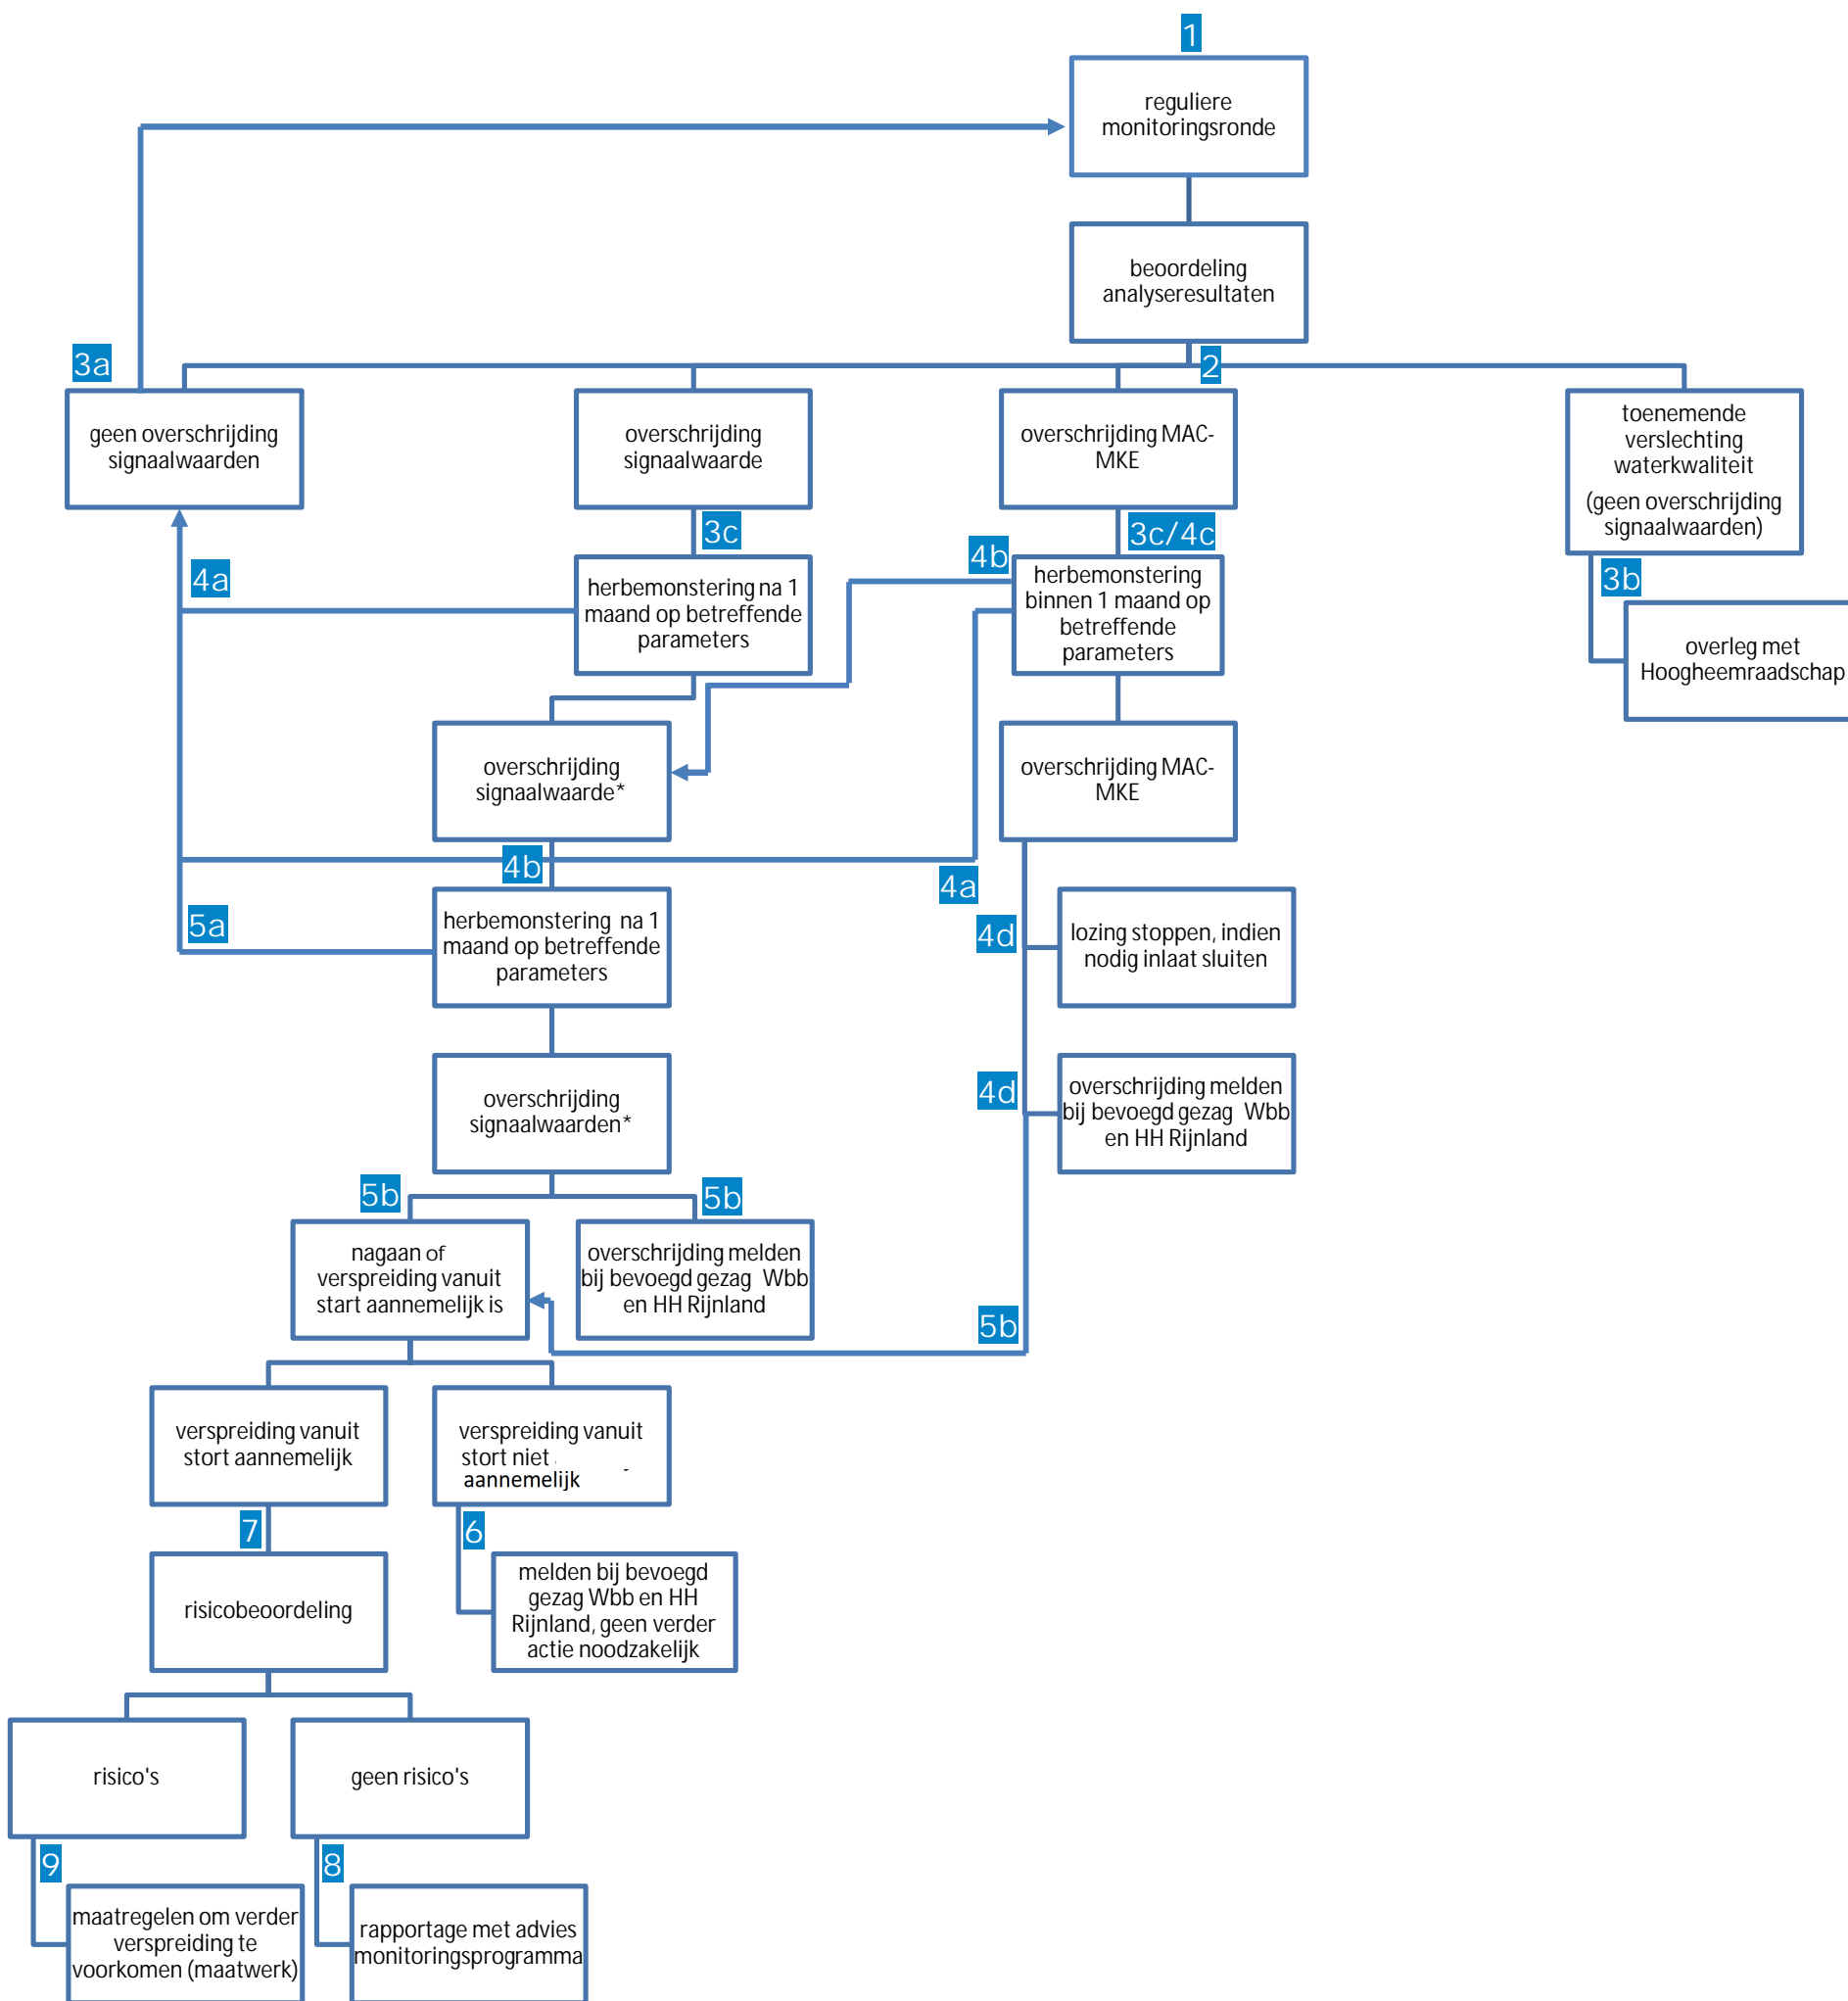 1
reguliere
monitoringsronde
beoordeling
analyseresultaten
2
3a
geen overschrijding
signaalwaarden
overschrijding
signaalwaarde
overschrijding MAC-
MKE
toenemende
verslechting
waterkwaliteit
(geen overschrijding
signaalwaarden)
3c
3c/4c
4b
3b
4a
herbemonstering na 1
maand op betreffende
parameters
herbemonstering
binnen 1 maand op
betreffende
parameters
overleg met
Hoogheemraadschap
overschrijding
signaalwaarde*
overschrijding MAC-
MKE
4b
4a
5a
herbemonstering na 1
maand op betreffende
parameters
4d
lozing stoppen, indien
nodig inlaat sluiten
overschrijding
signaalwaarden*
4d
overschrijding melden
bij bevoegd gezag Wbb
en HH Rijnland
5b
5b
nagaan of
verspreiding vanuit
start aannemelijk is
overschrijding melden
bij bevoegd gezag Wbb
en HH Rijnland
5b
verspreiding vanuit
stort aannemelijk
verspreiding vanuit
stort niet
aannemelijk
7
6
risicobeoordeling
melden bij bevoegd
gezag Wbb en HH
Rijnland, geen verder
actie noodzakelijk
risico's
geen risico's
9
8
maatregelen om verder
verspreiding te
voorkomen (maatwerk)
rapportage met advies
monitoringsprogramma